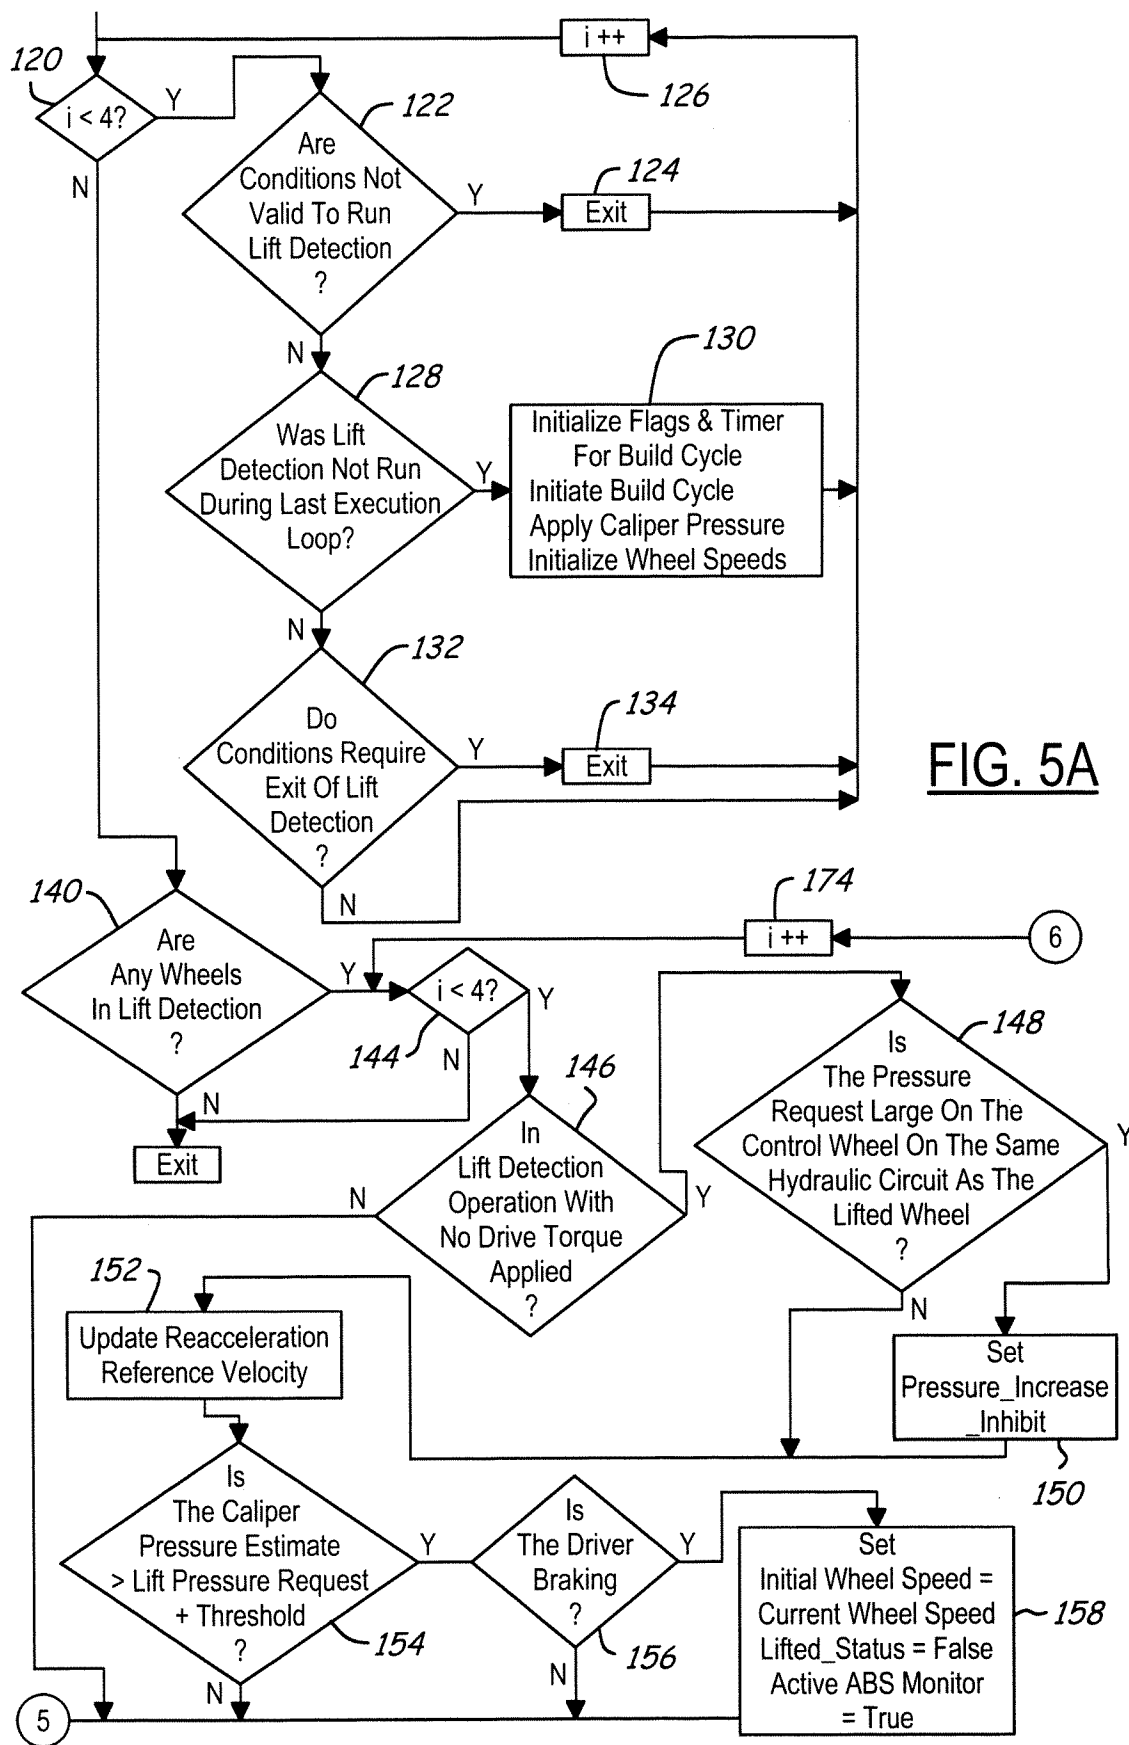 i ++
126
120
i < 4?
Y
N
122
Are
Conditions Not
Valid To Run
Lift Detection
?
Y
124
Exit
N
128
Was Lift
Detection Not Run
During Last Execution
Loop?
Y
130
Initialize Flags & Timer
For Build Cycle
Initiate Build Cycle
Apply Caliper Pressure
Initialize Wheel Speeds
N
132
Do
Conditions Require
Exit Of Lift
Detection
?
Y
134
Exit
N
FIG. 5A
140
Are
Any Wheels
In Lift Detection
?
Y
N
Exit
174
i ++
6
i < 4?
144
Y
N
146
In
Lift Detection
Operation With
No Drive Torque
Applied
?
N
Y
148
Is
The Pressure
Request Large On The
Control Wheel On The Same
Hydraulic Circuit As The
Lifted Wheel
?
Y
N
Set
Pressure_Increase
_Inhibit
150
152
Update Reacceleration
Reference Velocity
Is
The Caliper
Pressure Estimate
> Lift Pressure Request
+ Threshold
?
154
Y
N
Is
The Driver
Braking
?
156
Y
N
Set
Initial Wheel Speed =
Current Wheel Speed
Lifted_Status = False
Active ABS Monitor
= True
158
5